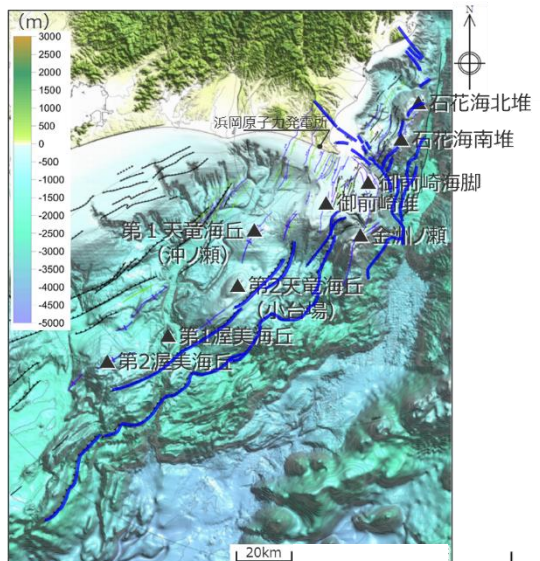 (m)
3000
2500
2000
1500
1000
500
0
-500
-1000
-1500
-2000
-2500
-3000
-3500
-4000
-4500
-5000
N
浜岡原子力発電所
石花海北堆
石花海南堆
御前崎海脚
御前崎堆
金洲ノ瀬
第1天竜海丘
(沖ノ瀬)
第2天竜海丘
(小台場)
第1渥美海丘
第2渥美海丘
20km